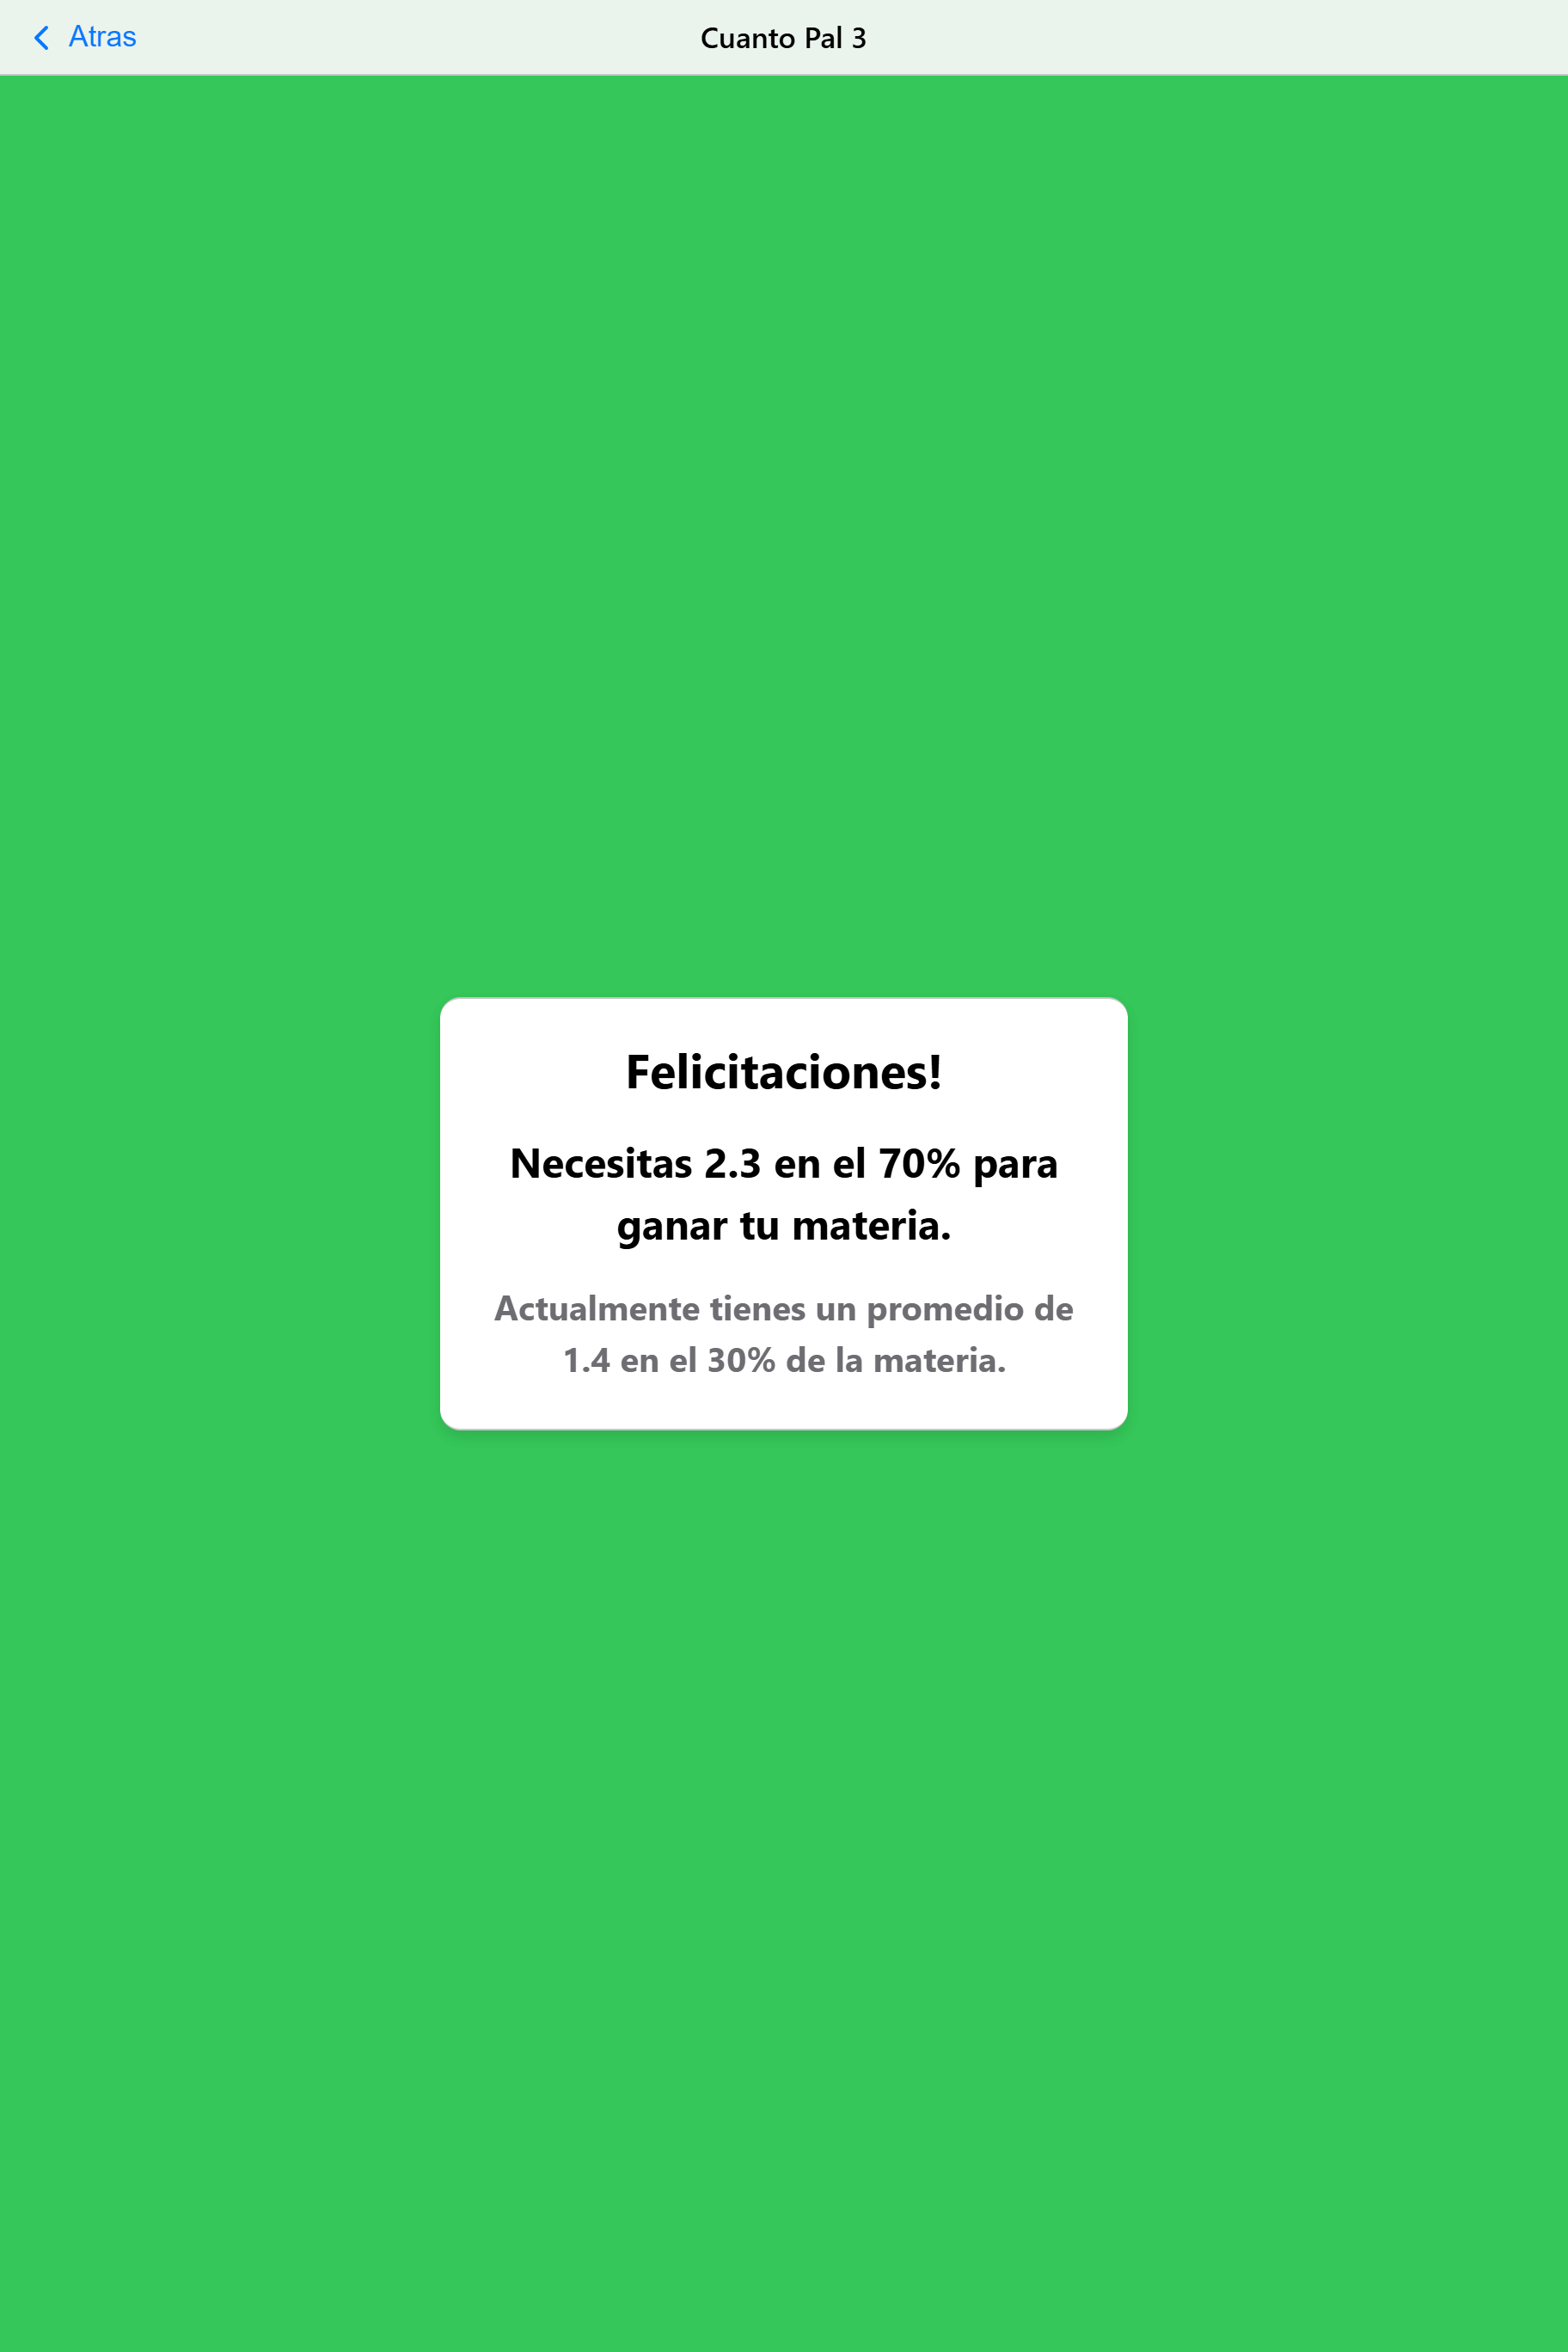 Atras
Cuanto Pal 3
Felicitaciones!
Necesitas 2.3 en el 70% para
ganar tu materia.
Actualmente tienes un promedio de
1.4 en el 30% de la materia.